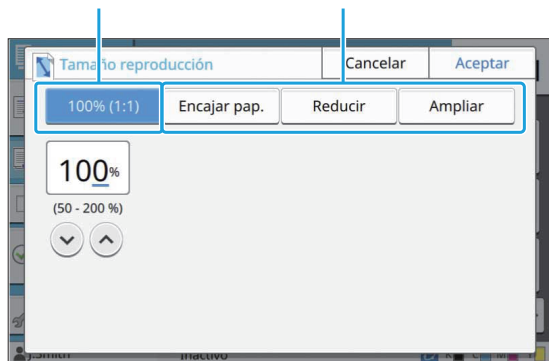 Tamaño reproducción Cancelar Aceptar
100% (1:1) Encajar pap. Reducir Ampliar
100%
(50 - 200 %)
J.Smith Inactivo K C M Y